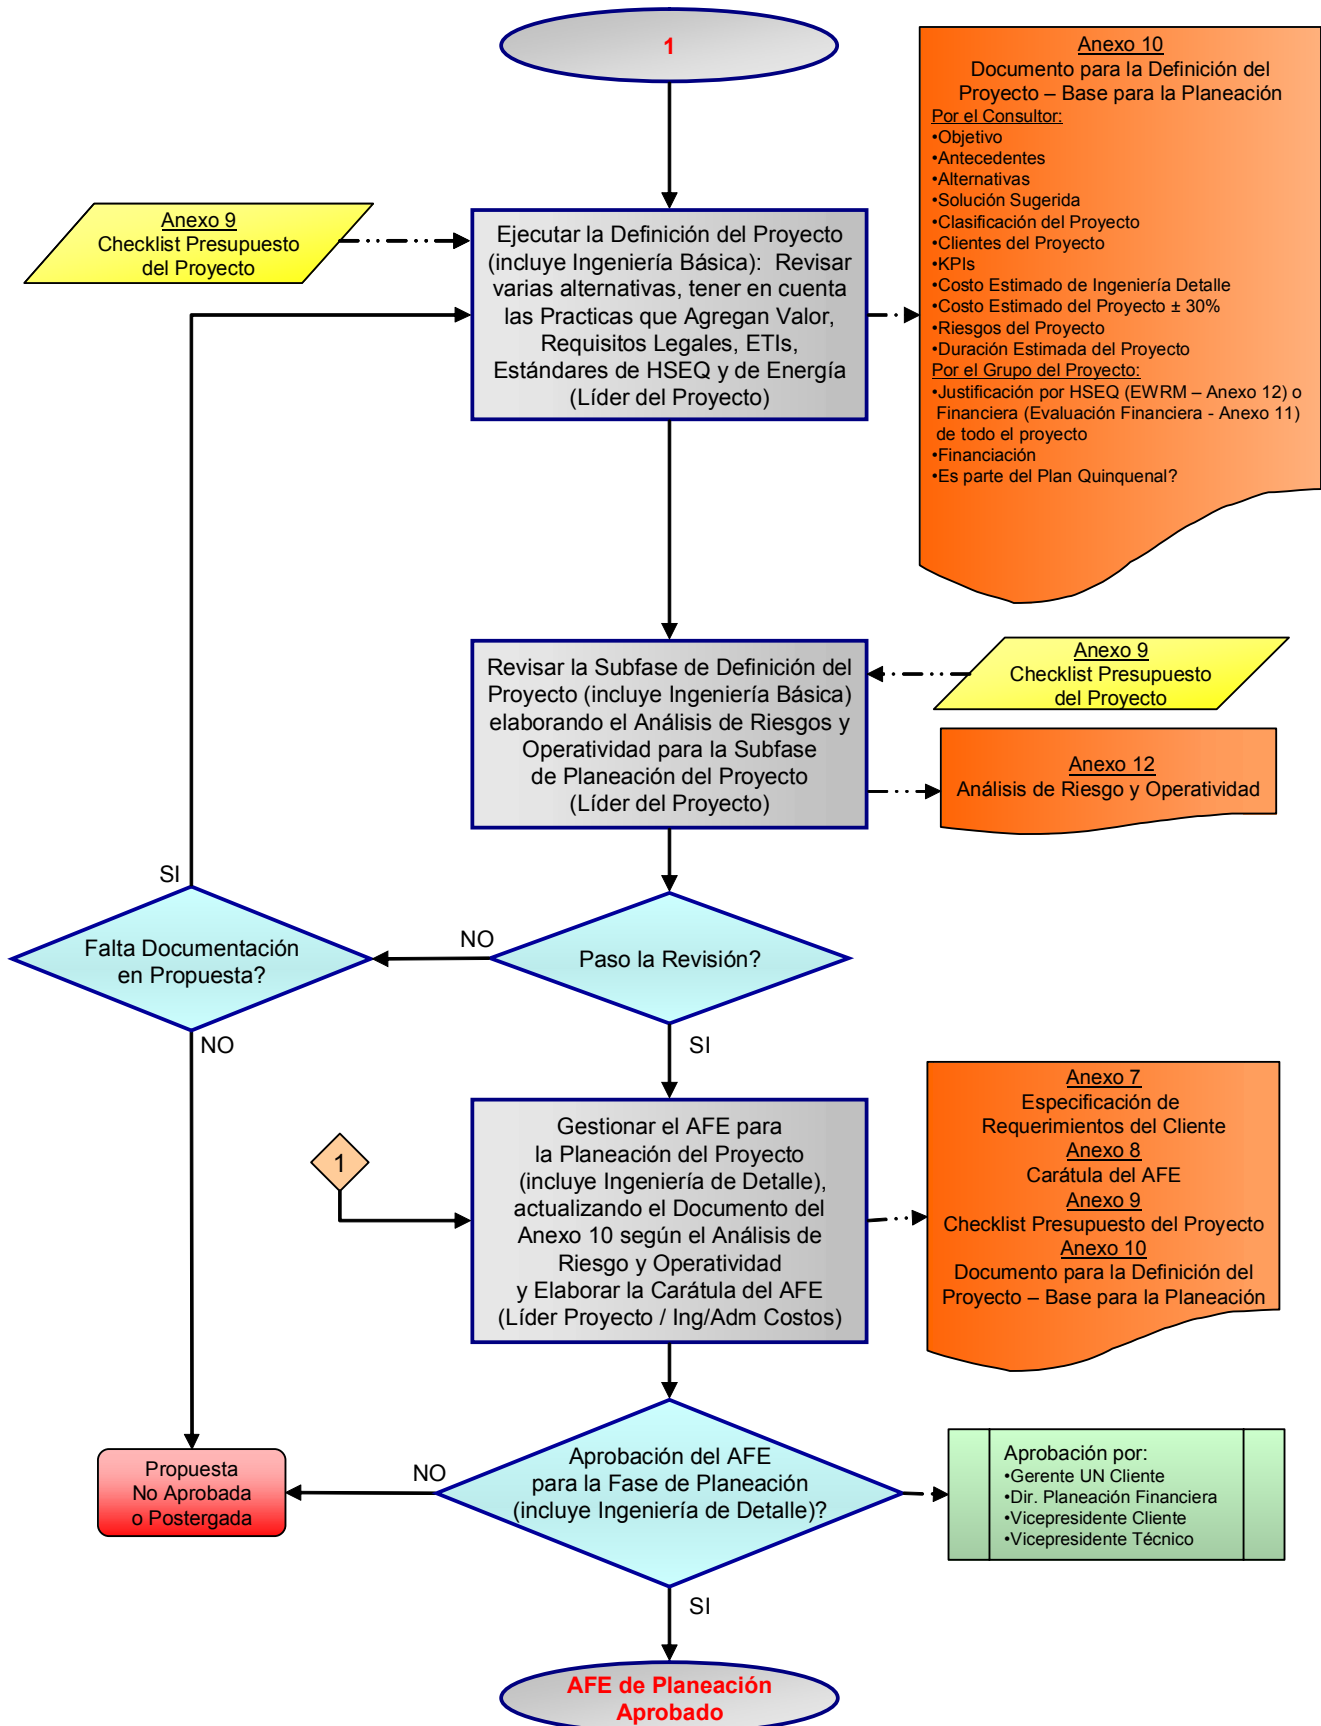 1
Anexo 10
Documento para la Definición del
Proyecto – Base para la Planeación
Por el Consultor:
•Objetivo
•Antecedentes
•Alternativas
•Solución Sugerida
•Clasificación del Proyecto
•Clientes del Proyecto
•KPIs
•Costo Estimado de Ingeniería Detalle
•Costo Estimado del Proyecto ± 30%
•Riesgos del Proyecto
•Duración Estimada del Proyecto
Por el Grupo del Proyecto:
•Justificación por HSEQ (EWRM – Anexo 12) o
Financiera (Evaluación Financiera - Anexo 11)
de todo el proyecto
•Financiación
•Es parte del Plan Quinquenal?
Anexo 9
Checklist Presupuesto
del Proyecto
Ejecutar la Definición del Proyecto
(incluye Ingeniería Básica): Revisar
varias alternativas, tener en cuenta
las Practicas que Agregan Valor,
Requisitos Legales, ETIs,
Estándares de HSEQ y de Energía
(Líder del Proyecto)
Revisar la Subfase de Definición del
Proyecto (incluye Ingeniería Básica)
elaborando el Análisis de Riesgos y
Operatividad para la Subfase
de Planeación del Proyecto
(Líder del Proyecto)
Anexo 9
Checklist Presupuesto
del Proyecto
Anexo 12
Análisis de Riesgo y Operatividad
SI
Falta Documentación
en Propuesta?
NO
Paso la Revisión?
NO
SI
1
Gestionar el AFE para
la Planeación del Proyecto
(incluye Ingeniería de Detalle),
actualizando el Documento del
Anexo 10 según el Análisis de
Riesgo y Operatividad
y Elaborar la Carátula del AFE
(Líder Proyecto / Ing/Adm Costos)
Anexo 7
Especificación de
Requerimientos del Cliente
Anexo 8
Carátula del AFE
Anexo 9
Checklist Presupuesto del Proyecto
Anexo 10
Documento para la Definición del
Proyecto – Base para la Planeación
Propuesta
No Aprobada
o Postergada
NO
Aprobación del AFE
para la Fase de Planeación
(incluye Ingeniería de Detalle)?
Aprobación por:
•Gerente UN Cliente
•Dir. Planeación Financiera
•Vicepresidente Cliente
•Vicepresidente Técnico
SI
AFE de Planeación
Aprobado